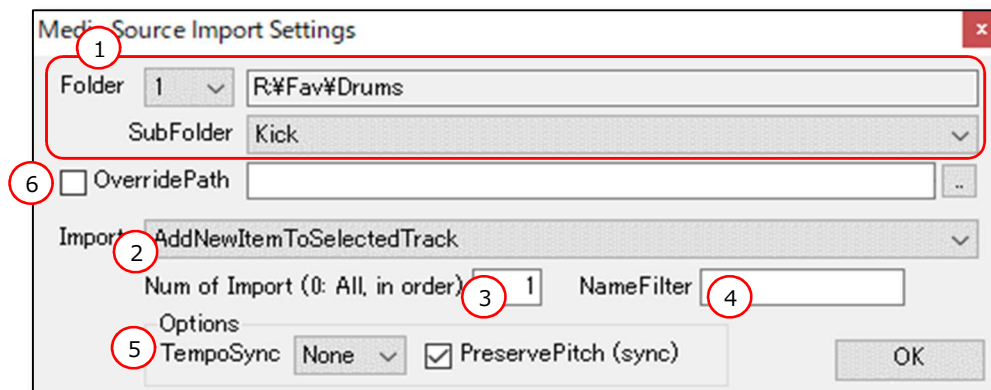 Media Source Import Settings
x
1
Folder 1 R:¥Fav¥Drums
SubFolder Kick
6 OverridePath ..
Import AddNewItemToSelectedTrack
2
Num of Import (0: All, in order) 3 1 NameFilter 4
Options
5 TempoSync None PreservePitch (sync) OK